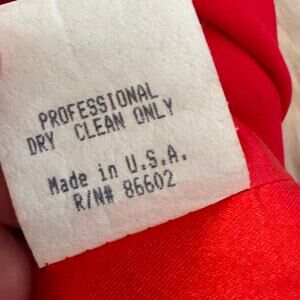 PROFESSIONAL
DRY CLEAN ONLY
Made in U.S.A.
R/N# 86602